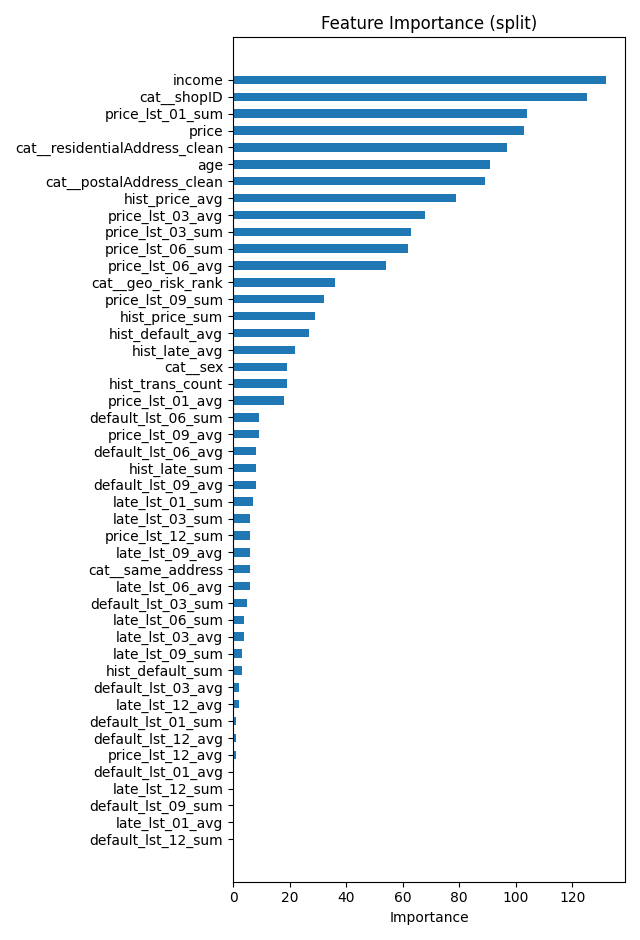 Feature Importance (split)
income
cat__shopID
price_lst_01_sum
price
cat__residentialAddress_clean
age
cat__postalAddress_clean
hist_price_avg
price_lst_03_avg
price_lst_03_sum
price_lst_06_sum
price_lst_06_avg
cat__geo_risk_rank
price_lst_09_sum
hist_price_sum
hist_default_avg
hist_late_avg
cat__sex
hist_trans_count
price_lst_01_avg
default_lst_06_sum
price_lst_09_avg
default_lst_06_avg
hist_late_sum
default_lst_09_avg
late_lst_01_sum
late_lst_03_sum
price_lst_12_sum
late_lst_09_avg
cat__same_address
late_lst_06_avg
default_lst_03_sum
late_lst_06_sum
late_lst_03_avg
late_lst_09_sum
hist_default_sum
default_lst_03_avg
late_lst_12_avg
default_lst_01_sum
default_lst_12_avg
price_lst_12_avg
default_lst_01_avg
late_lst_12_sum
default_lst_09_sum
late_lst_01_avg
default_lst_12_sum
0 20 40 60 80 100 120
Importance